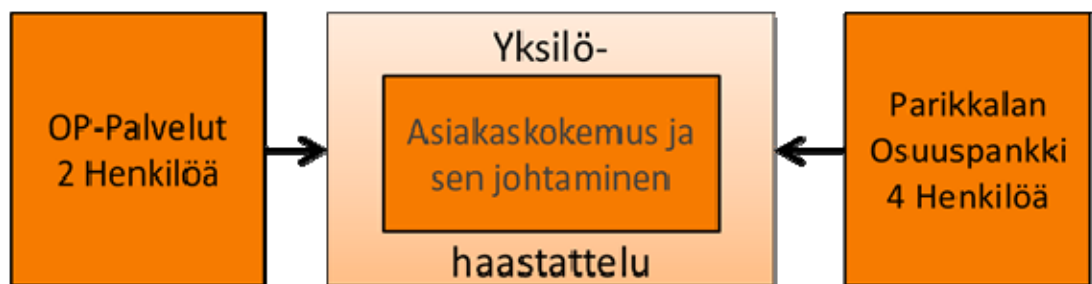 OP-Palvelut
2 Henkilöä
Yksilö-
Asiakaskokemus ja
sen johtaminen
haastattelu
Parikkalan
Osuuspankki
4 Henkilöä